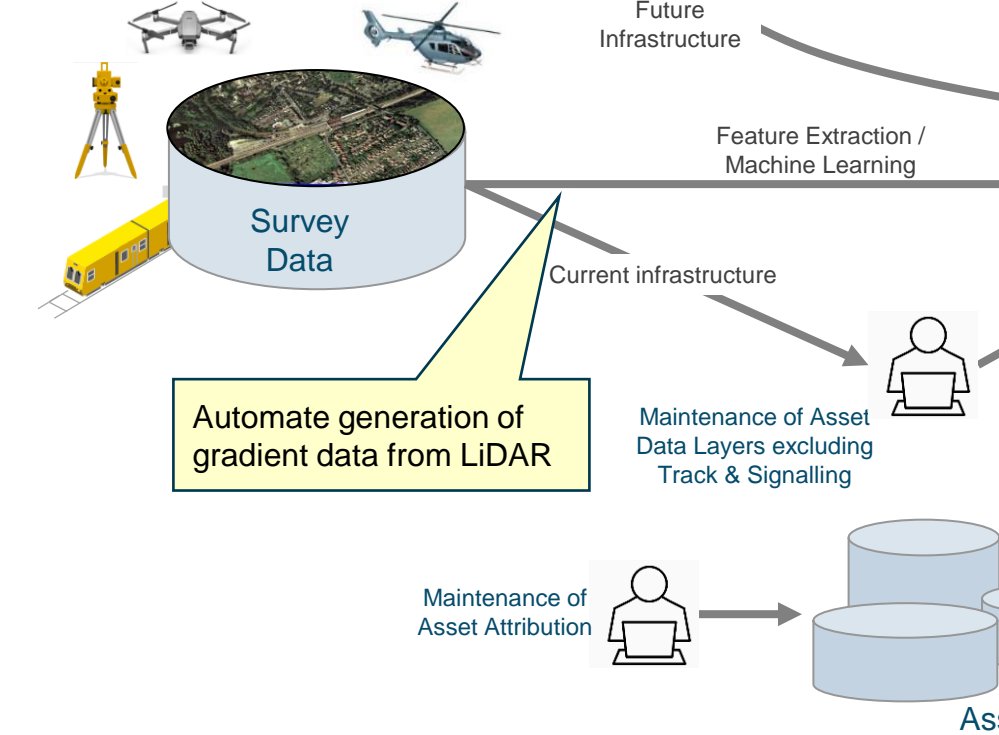 Future
Infrastructure
Feature Extraction /
Machine Learning
Survey
Data
Current infrastructure
Automate generation of
gradient data from LiDAR
Maintenance of Asset
Data Layers excluding
Track & Signalling
Maintenance of
Asset Attribution